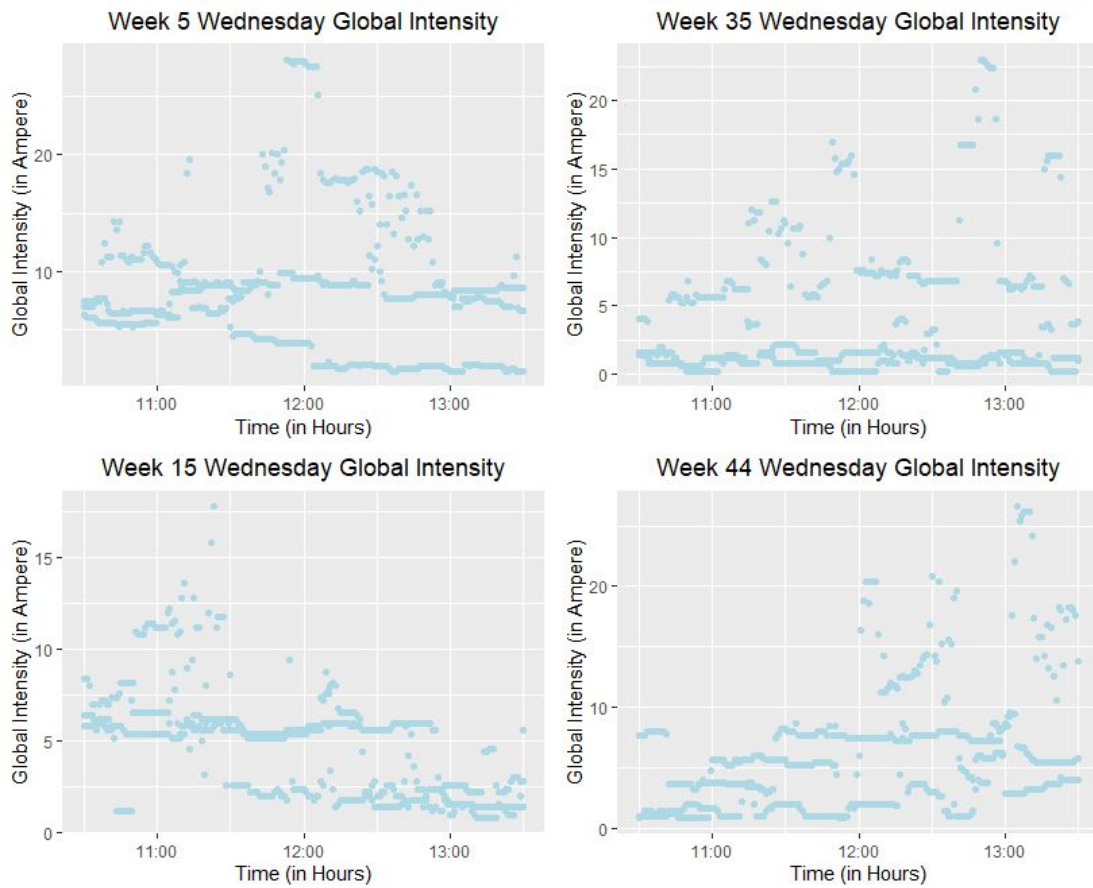 Week 5 Wednesday Global Intensity
Global Intensity (in Ampere)
20
10
11:00 12:00 13:00
Time (in Hours)
Week 35 Wednesday Global Intensity
Global Intensity (in Ampere)
20
15
10
5
0
11:00 12:00 13:00
Time (in Hours)
Week 15 Wednesday Global Intensity
Global Intensity (in Ampere)
15
10
5
0
11:00 12:00 13:00
Time (in Hours)
Week 44 Wednesday Global Intensity
Global Intensity (in Ampere)
20
10
0
11:00 12:00 13:00
Time (in Hours)